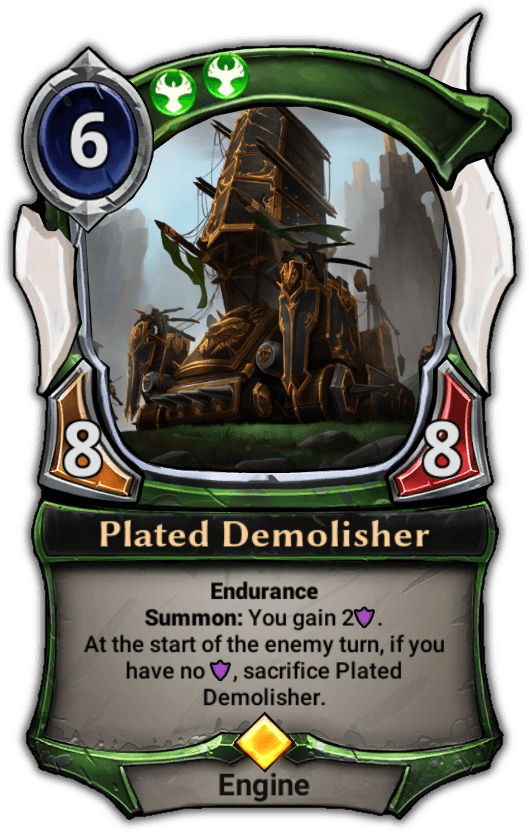 6
8
8
Plated Demolisher
Endurance
Summon: You gain 2.
At the start of the enemy turn, if you
have no , sacrifice Plated
Demolisher.
Engine